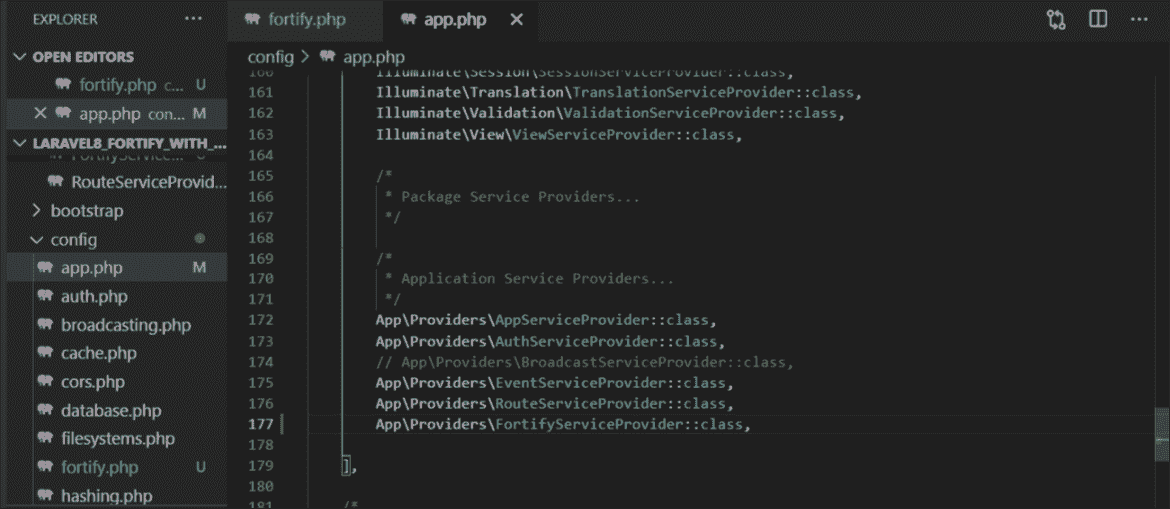 EXPLORER
OPEN EDITORS
fortify.php c... U
app.php con... M
LARAVEL8_FORTIFY_WITH_...
FortifyService... U
RouteServiceProvid...
bootstrap
config
app.php M
auth.php
broadcasting.php
cache.php
cors.php
database.php
filesystems.php
fortify.php U
hashing.php
fortify.php
app.php
config > app.php
160 Illuminate\Session\SessionServiceProvider::class,
161 Illuminate\Translation\TranslationServiceProvider::class,
162 Illuminate\Validation\ValidationServiceProvider::class,
163 Illuminate\View\ViewServiceProvider::class,
164
165 /*
166 * Package Service Providers...
167 */
168
169 /*
170 * Application Service Providers...
171 */
172 App\Providers\AppServiceProvider::class,
173 App\Providers\AuthServiceProvider::class,
174 // App\Providers\BroadcastServiceProvider::class,
175 App\Providers\EventServiceProvider::class,
176 App\Providers\RouteServiceProvider::class,
177 App\Providers\FortifyServiceProvider::class,
178
179 ],
180
181 /*